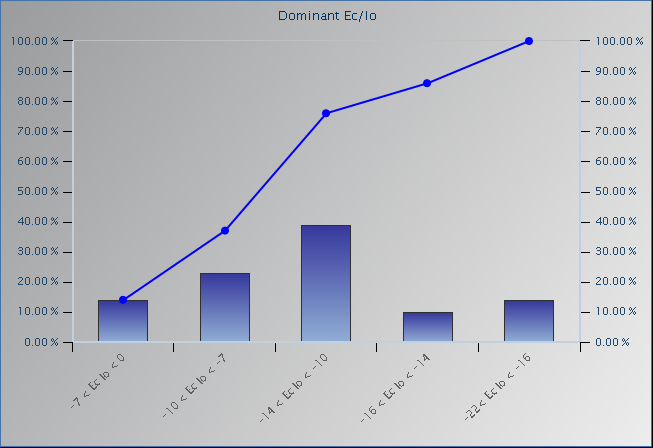 Dominant Ec/Io
100.00 % 100.00 %
90.00 % 90.00 %
80.00 % 80.00 %
70.00 % 70.00 %
60.00 % 60.00 %
50.00 % 50.00 %
40.00 % 40.00 %
30.00 % 30.00 %
20.00 % 20.00 %
10.00 % 10.00 %
0.00 % 0.00 %
-7 < Ec Io < 0
-10 < Ec Io < -7
-14 < Ec Io < -10
-16 < Ec Io < -14
-22< Ec Io < -16